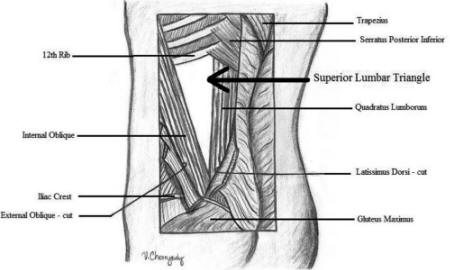 Trapezius
Serratus Posterior Inferior
12th Rib
Superior Lumbar Triangle
Quadratus Lumborum
Internal Oblique
Latissimus Dorsi - cut
Iliac Crest
External Oblique - cut
Gluteus Maximus